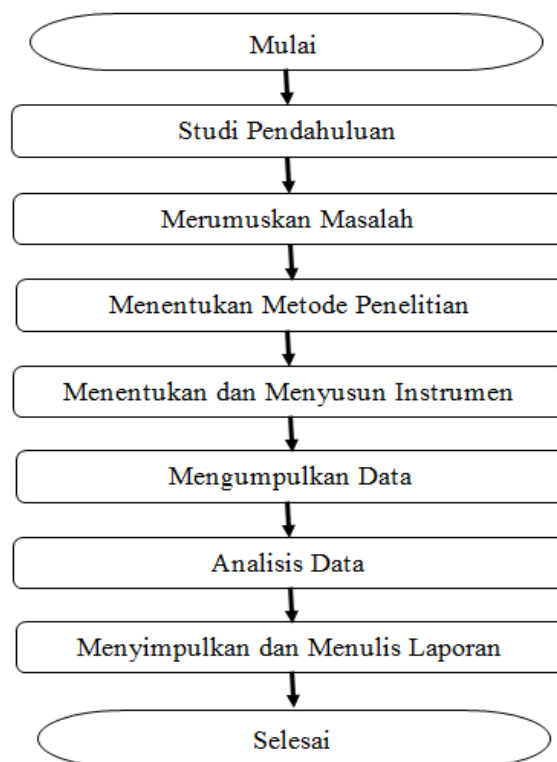 Mulai
Studi Pendahuluan
Merumuskan Masalah
Menentukan Metode Penelitian
Menentukan dan Menyusun Instrumen
Mengumpulkan Data
Analisis Data
Menyimpulkan dan Menulis Laporan
Selesai